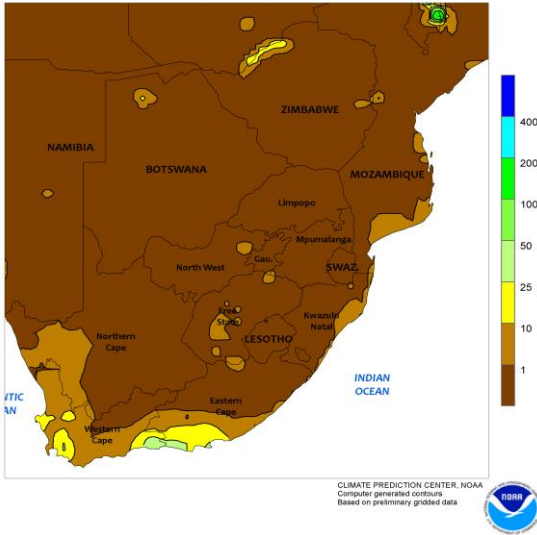 ZIMBABWE
NAMIBIA
BOTSWANA
MOZAMBIQUE
Limpopo
Mpumalanga
North West
Gau.
SWAZ.
Free
State
Kwazulu
Natal
LESOTHO
Northern
Cape
Eastern
Cape
Western
Cape
NTIC
AN
INDIAN
OCEAN
400
200
100
50
25
10
1
CLIMATE PREDICTION CENTER, NOAA
Computer generated contours
Based on preliminary gridded data
NOAA